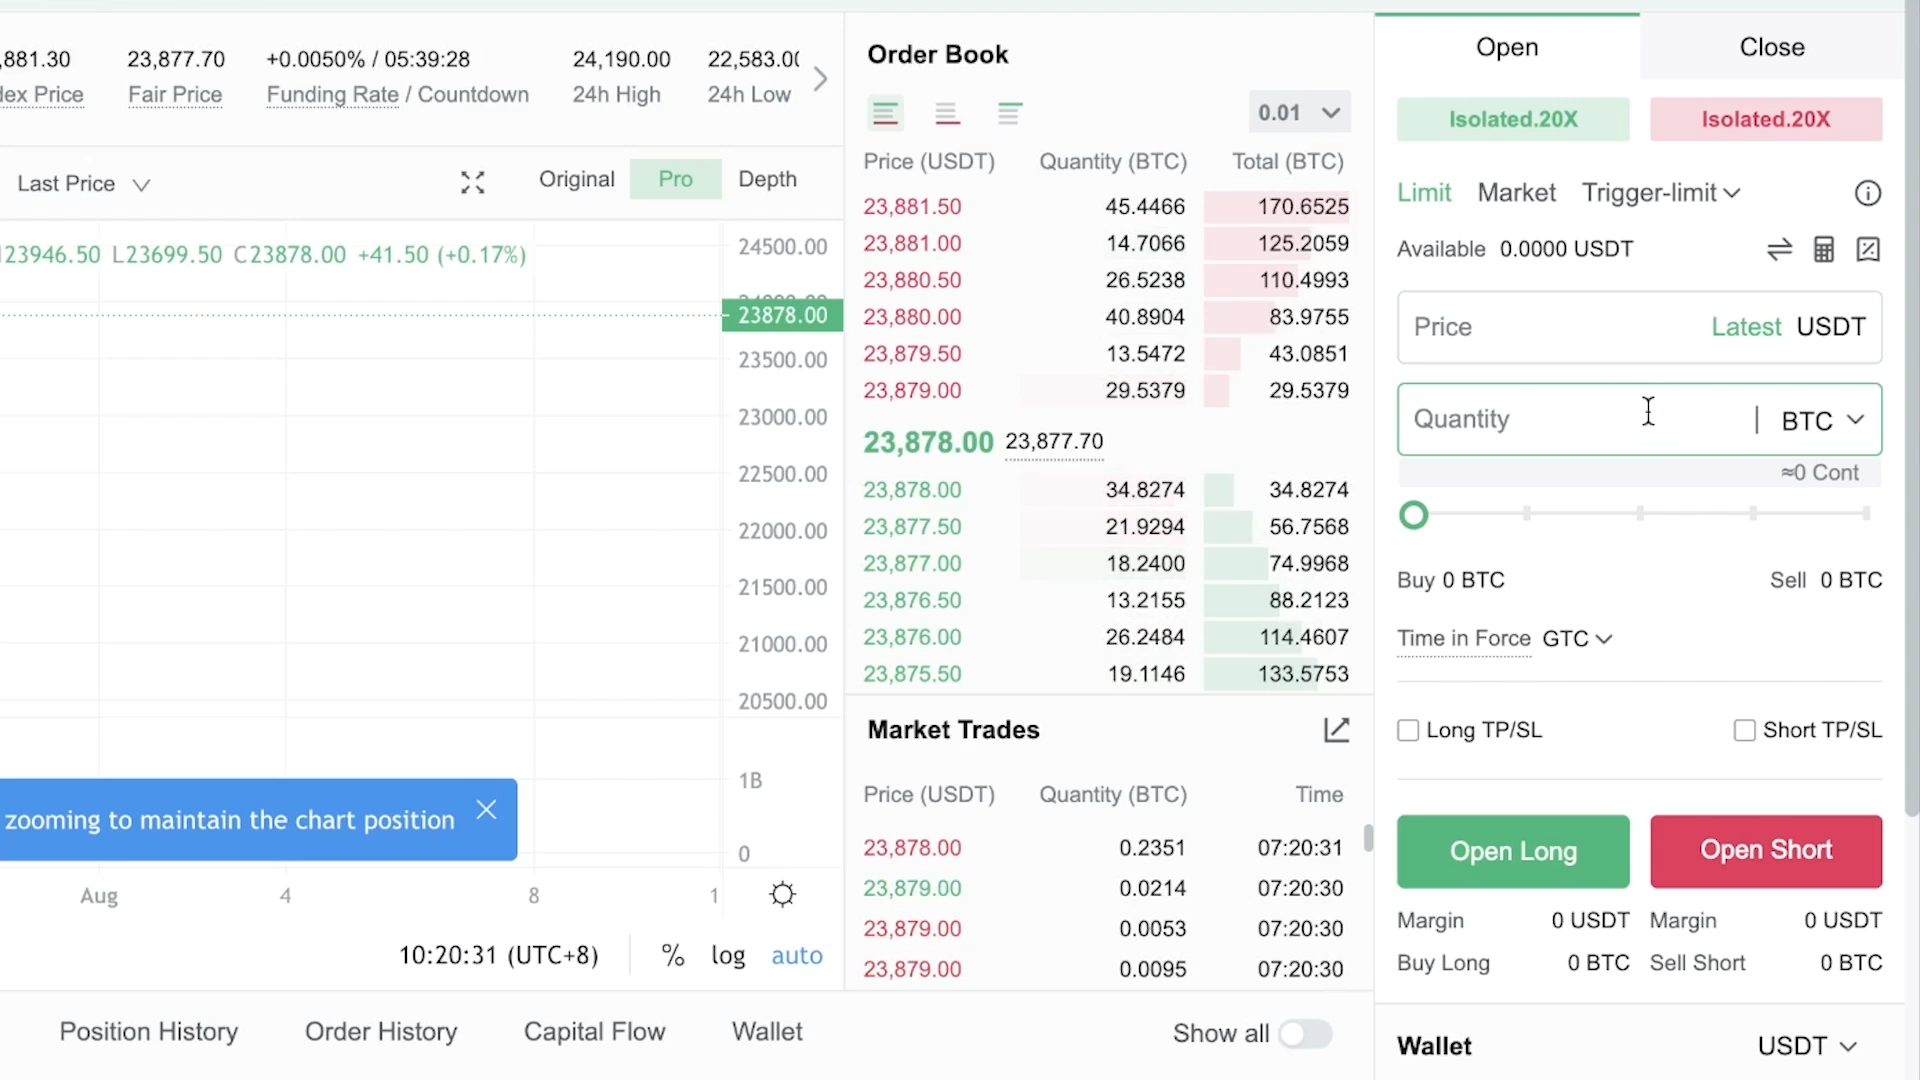 ,881.30 23,877.70 +0.0050% / 05:39:28 24,190.00 22,583.0
dex Price Fair Price Funding Rate / Countdown 24h High 24h Low
Last Price Original Pro Depth
23946.50 L23699.50 C23878.00 +41.50 (+0.17%)
24500.00
23878.00
23500.00
23000.00
22500.00
22000.00
21500.00
21000.00
20500.00
1B
0
zooming to maintain the chart position
Aug 4 8 1
10:20:31 (UTC+8) % log auto
Order Book
0.01
Price (USDT) Quantity (BTC) Total (BTC)
23,881.50 45.4466 170.6525
23,881.00 14.7066 125.2059
23,880.50 26.5238 110.4993
23,880.00 40.8904 83.9755
23,879.50 13.5472 43.0851
23,879.00 29.5379 29.5379
23,878.00 23,877.70
23,878.00 34.8274 34.8274
23,877.50 21.9294 56.7568
23,877.00 18.2400 74.9968
23,876.50 13.2155 88.2123
23,876.00 26.2484 114.4607
23,875.50 19.1146 133.5753
Market Trades
Price (USDT) Quantity (BTC) Time
23,878.00 0.2351 07:20:31
23,879.00 0.0214 07:20:30
23,879.00 0.0053 07:20:30
23,879.00 0.0095 07:20:30
Position History Order History Capital Flow Wallet Show all
Open Close
Isolated.20X Isolated.20X
Limit Market Trigger-limit
Available 0.0000 USDT
Price Latest USDT
Quantity BTC
≈0 Cont
Buy 0 BTC Sell 0 BTC
Time in Force GTC
Long TP/SL Short TP/SL
Open Long Open Short
Margin 0 USDT Margin 0 USDT
Buy Long 0 BTC Sell Short 0 BTC
Wallet USDT